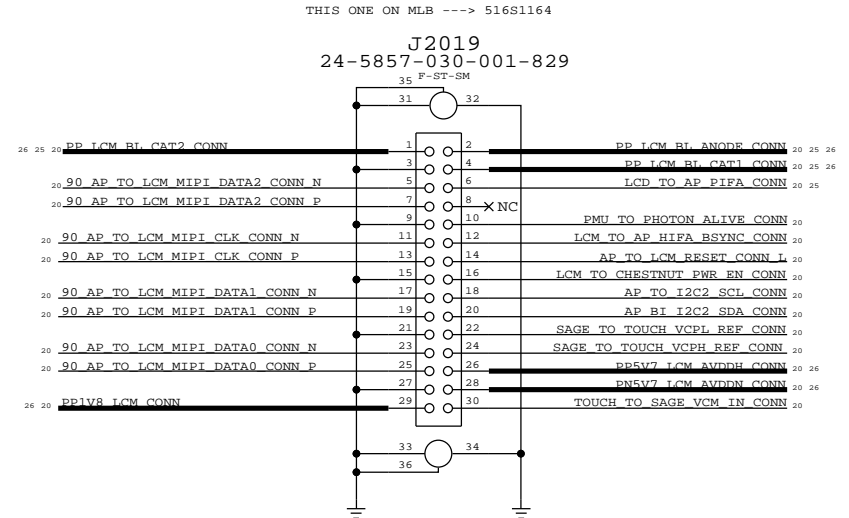 THIS ONE ON MLB ---> 516S1164
J2019
24-5857-030-001-829
F-ST-SM
35
31 32
26 25 20 PP_LCM_BL_CAT2_CONN 1 2 PP_LCM_BL_ANODE_CONN 20 25 26
3 4 PP_LCM_BL_CAT1_CONN 20 25 26
20 90_AP_TO_LCM_MIPI_DATA2_CONN_N 5 6 LCD_TO_AP_PIFA_CONN 20 25
20 90_AP_TO_LCM_MIPI_DATA2_CONN_P 7 8 NC
9 10 PMU_TO_PHOTON_ALIVE_CONN 20
20 90_AP_TO_LCM_MIPI_CLK_CONN_N 11 12 LCM_TO_AP_HIFA_BSYNC_CONN 20
20 90_AP_TO_LCM_MIPI_CLK_CONN_P 13 14 AP_TO_LCM_RESET_CONN_L 20
15 16 LCM_TO_CHESTNUT_PWR_EN_CONN 20
20 90_AP_TO_LCM_MIPI_DATA1_CONN_N 17 18 AP_TO_I2C2_SCL_CONN 20
20 90_AP_TO_LCM_MIPI_DATA1_CONN_P 19 20 AP_BI_I2C2_SDA_CONN 20
21 22 SAGE_TO_TOUCH_VCPL_REF_CONN 20
20 90_AP_TO_LCM_MIPI_DATA0_CONN_N 23 24 SAGE_TO_TOUCH_VCPH_REF_CONN 20
20 90_AP_TO_LCM_MIPI_DATA0_CONN_P 25 26 PP5V7_LCM_AVDDH_CONN 20 26
27 28 PN5V7_LCM_AVDDN_CONN 20 26
26 20 PP1V8_LCM_CONN 29 30 TOUCH_TO_SAGE_VCM_IN_CONN 20
33 34
36